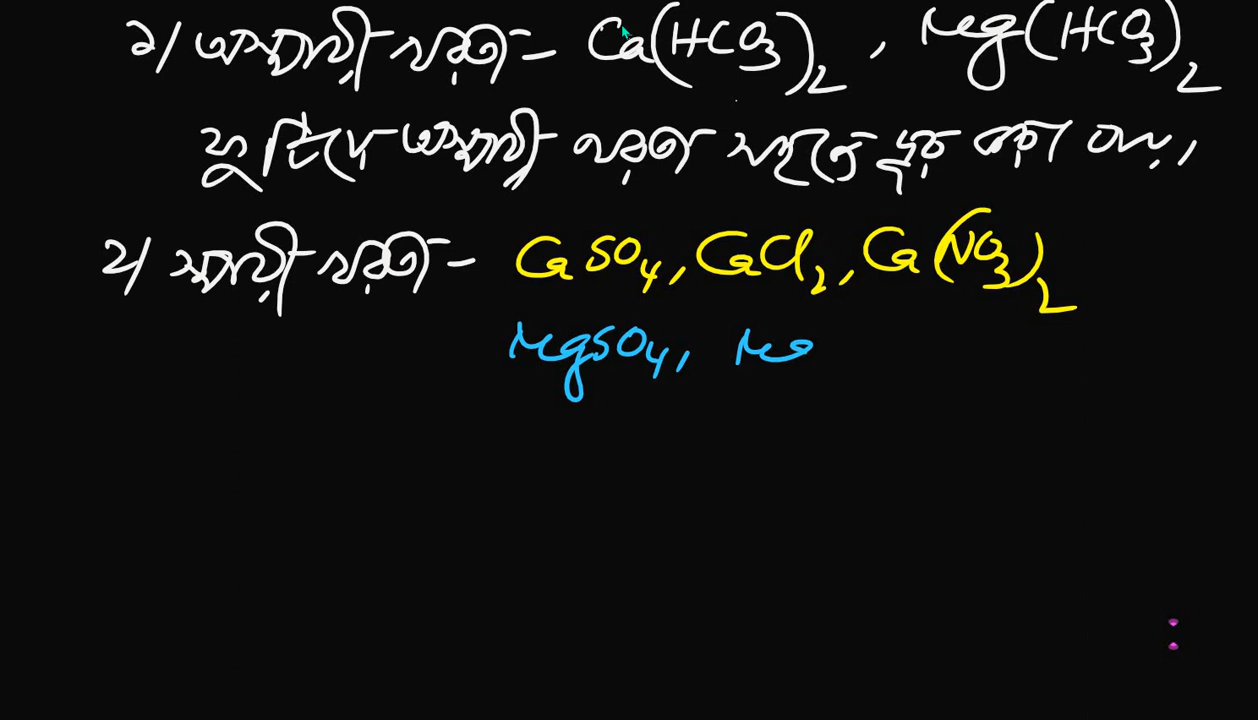 ১। অস্থায়ী খরতা - Ca(HCO3)2 , Mg(HCO3)2
ফুটিয়ে অস্থায়ী খরতা সহজে দূর করা যায়,
২। স্থায়ী খরতা - CaSO4, CaCl2, Ca(NO3)2
MgSO4,